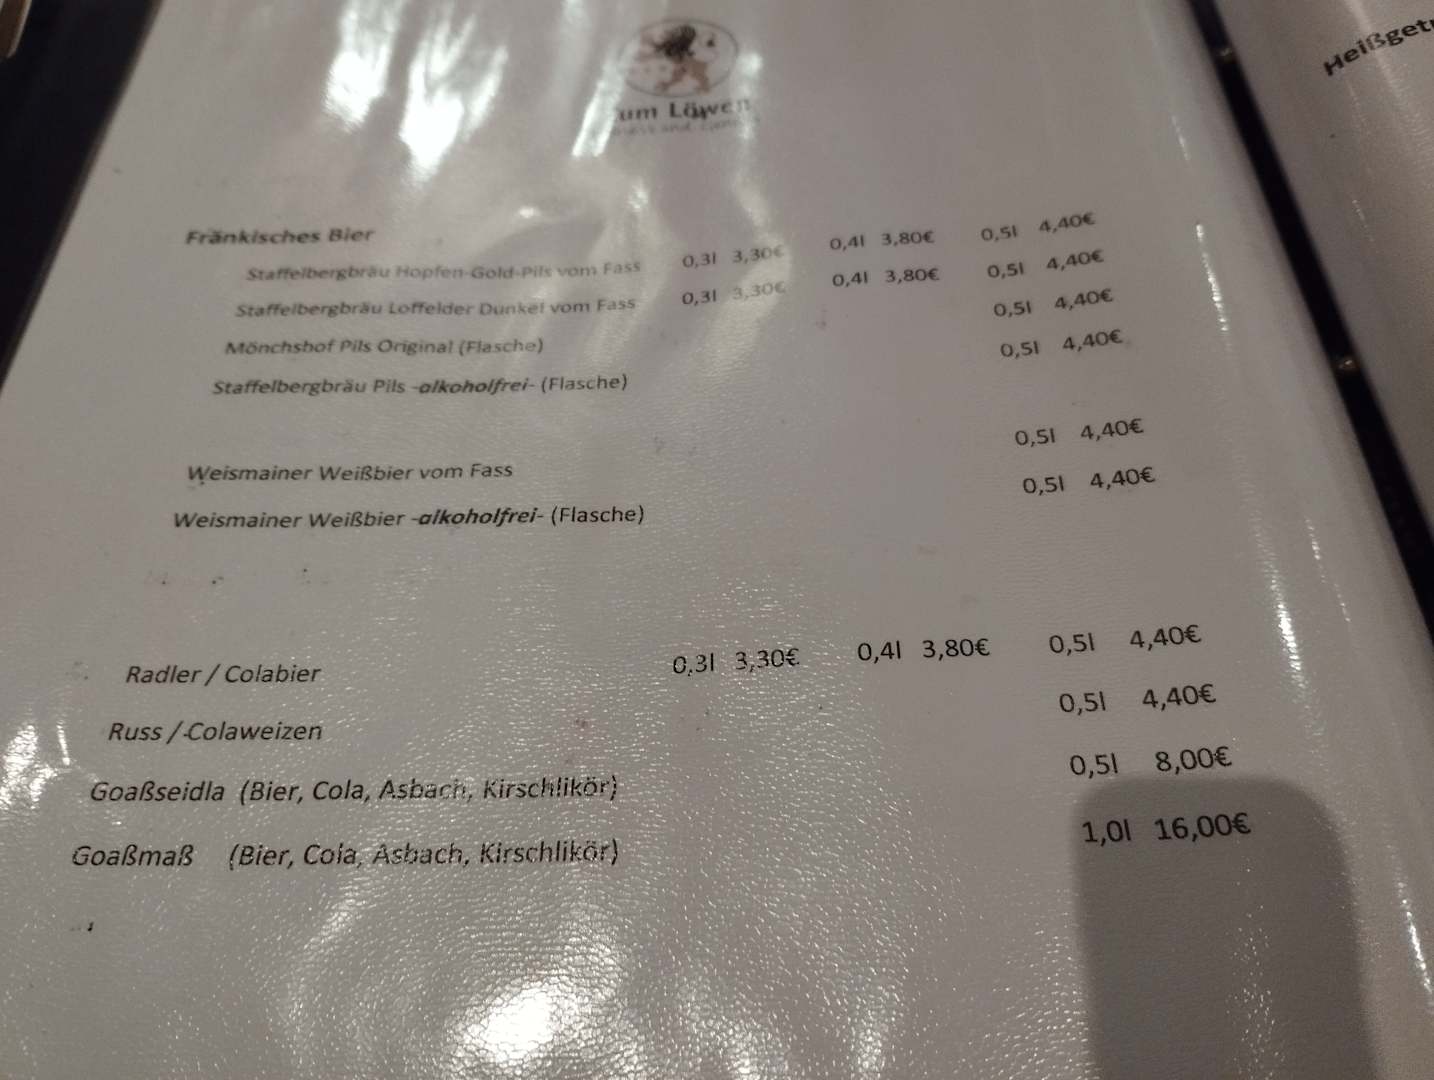 um Löwen
Heißget
Fränkisches Bier
Staffelbergbräu Hopfen-Gold-Pils vom Fass 0,3l 3,30€ 0,4l 3,80€ 0,5l 4,40€
Staffelbergbräu Loffelder Dunkel vom Fass 0,3l 3,30€ 0,4l 3,80€ 0,5l 4,40€
Mönchshof Pils Original (Flasche) 0,5l 4,40€
Staffelbergbräu Pils -alkoholfrei- (Flasche) 0,5l 4,40€
Weismainer Weißbier vom Fass 0,5l 4,40€
Weismainer Weißbier -alkoholfrei- (Flasche) 0,5l 4,40€
Radler / Colabier 0,3l 3,30€ 0,4l 3,80€ 0,5l 4,40€
Russ / Colaweizen 0,5l 4,40€
Goaßseidla (Bier, Cola, Asbach, Kirschlikör) 0,5l 8,00€
Goaßmaß (Bier, Cola, Asbach, Kirschlikör) 1,0l 16,00€